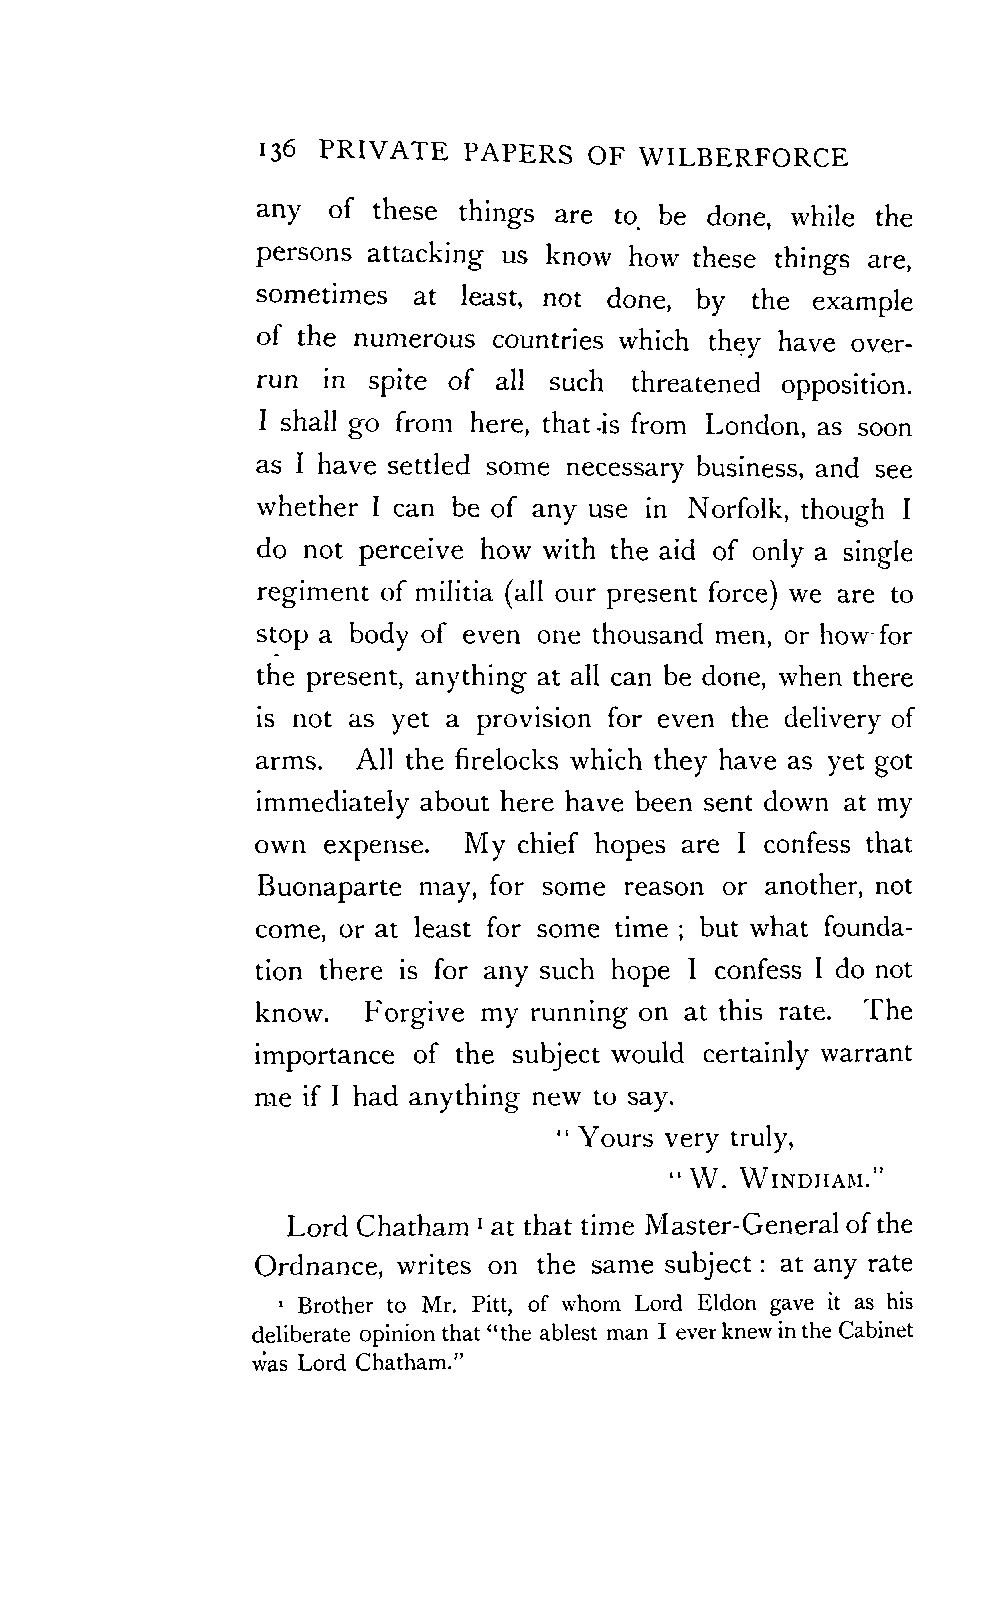 136 PRIVATE PAPERS OF WILBERFORCE
any of these things are to be done, while the
persons attacking us know how these things are,
sometimes at least, not done, by the example
of the numerous countries which they have over-
run in spite of all such threatened opposition.
I shall go from here, that is from London, as soon
as I have settled some necessary business, and see
whether I can be of any use in Norfolk, though I
do not perceive how with the aid of only a single
regiment of militia (all our present force) we are to
stop a body of even one thousand men, or how for
the present, anything at all can be done, when there
is not as yet a provision for even the delivery of
arms. All the firelocks which they have as yet got
immediately about here have been sent down at my
own expense. My chief hopes are I confess that
Buonaparte may, for some reason or another, not
come, or at least for some time ; but what founda-
tion there is for any such hope I confess I do not
know. Forgive my running on at this rate. The
importance of the subject would certainly warrant
me if I had anything new to say.
"Yours very truly,
"W. WINDHAM."
Lord Chatham ¹ at that time Master-General of the
Ordnance, writes on the same subject : at any rate
¹ Brother to Mr. Pitt, of whom Lord Eldon gave it as his
deliberate opinion that "the ablest man I ever knew in the Cabinet
was Lord Chatham."